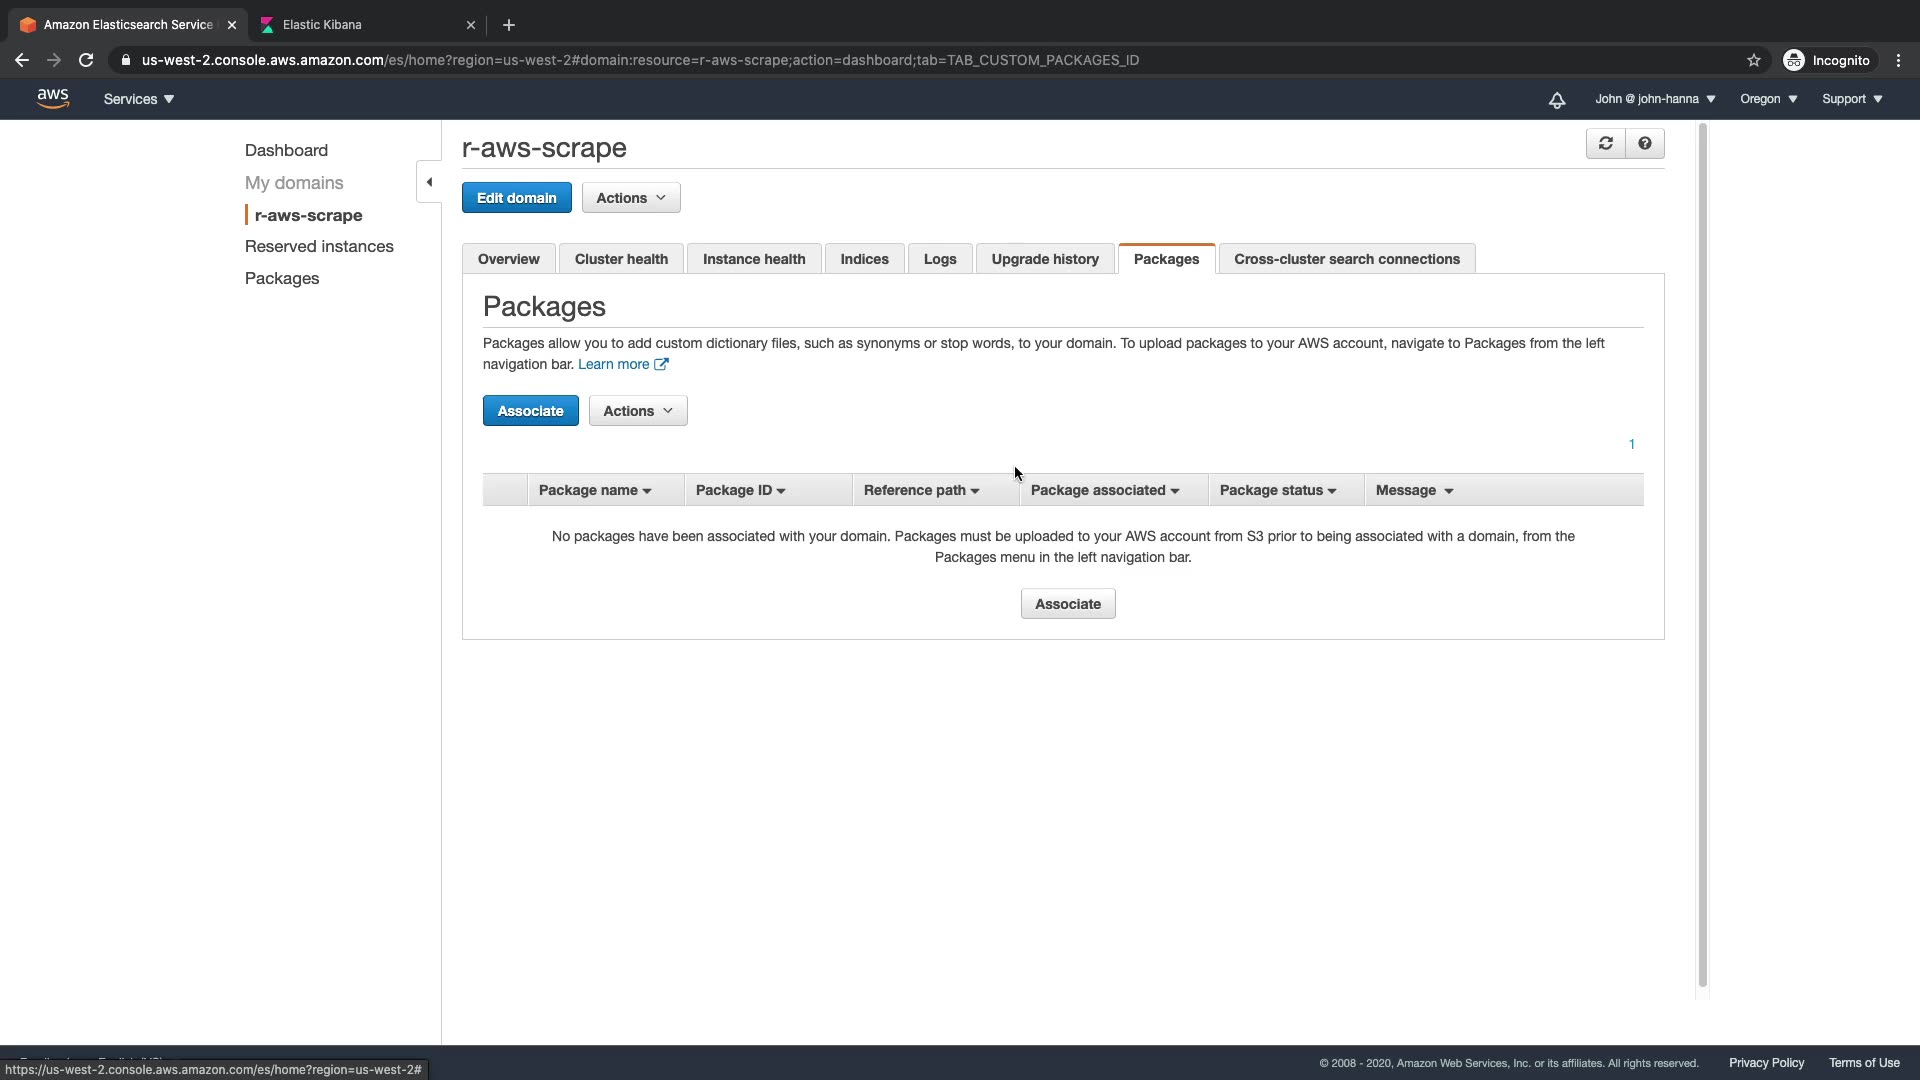 Amazon Elasticsearch Service
Elastic Kibana
us-west-2.console.aws.amazon.com/es/home?region=us-west-2#domain:resource=r-aws-scrape;action=dashboard;tab=TAB_CUSTOM_PACKAGES_ID
Incognito
aws
Services
John @ john-hanna
Oregon
Support
Dashboard
My domains
r-aws-scrape
Reserved instances
Packages
r-aws-scrape
Edit domain
Actions
Overview
Cluster health
Instance health
Indices
Logs
Upgrade history
Packages
Cross-cluster search connections
Packages
Packages allow you to add custom dictionary files, such as synonyms or stop words, to your domain. To upload packages to your AWS account, navigate to Packages from the left
navigation bar. Learn more
Associate
Actions
1
Package name
Package ID
Reference path
Package associated
Package status
Message
No packages have been associated with your domain. Packages must be uploaded to your AWS account from S3 prior to being associated with a domain, from the
Packages menu in the left navigation bar.
Associate
https://us-west-2.console.aws.amazon.com/es/home?region=us-west-2#
© 2008 - 2020, Amazon Web Services, Inc. or its affiliates. All rights reserved.
Privacy Policy
Terms of Use